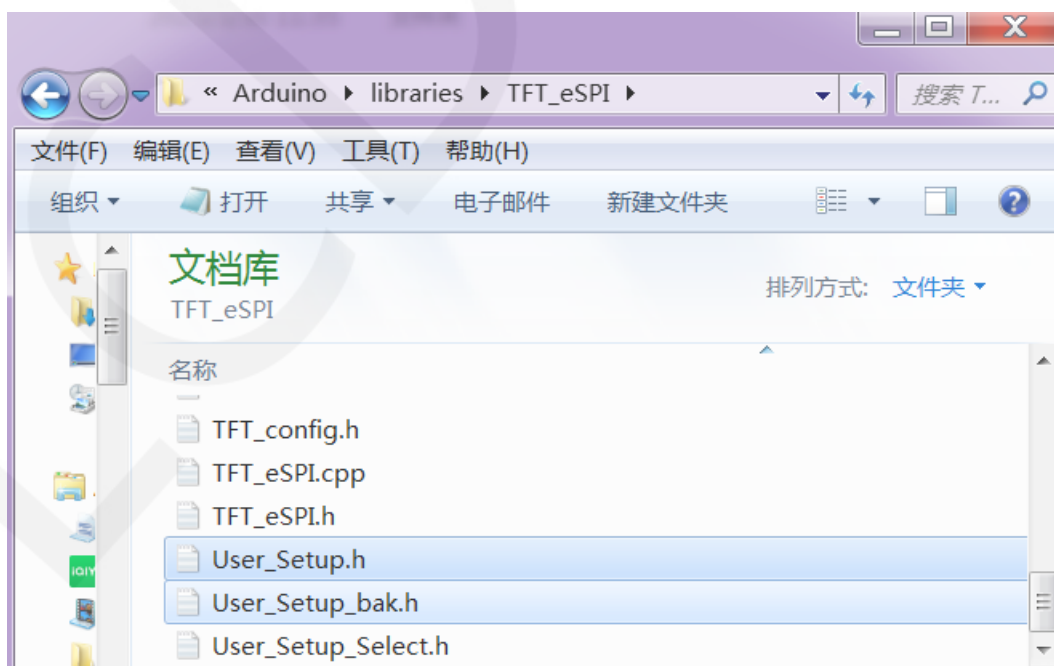 « Arduino ▸ libraries ▸ TFT_eSPI ▸ 搜索 T...
文件(F) 编辑(E) 查看(V) 工具(T) 帮助(H)
组织 打开 共享 电子邮件 新建文件夹
文档库
TFT_eSPI
排列方式: 文件夹
名称
TFT_config.h
TFT_eSPI.cpp
TFT_eSPI.h
User_Setup.h
User_Setup_bak.h
User_Setup_Select.h